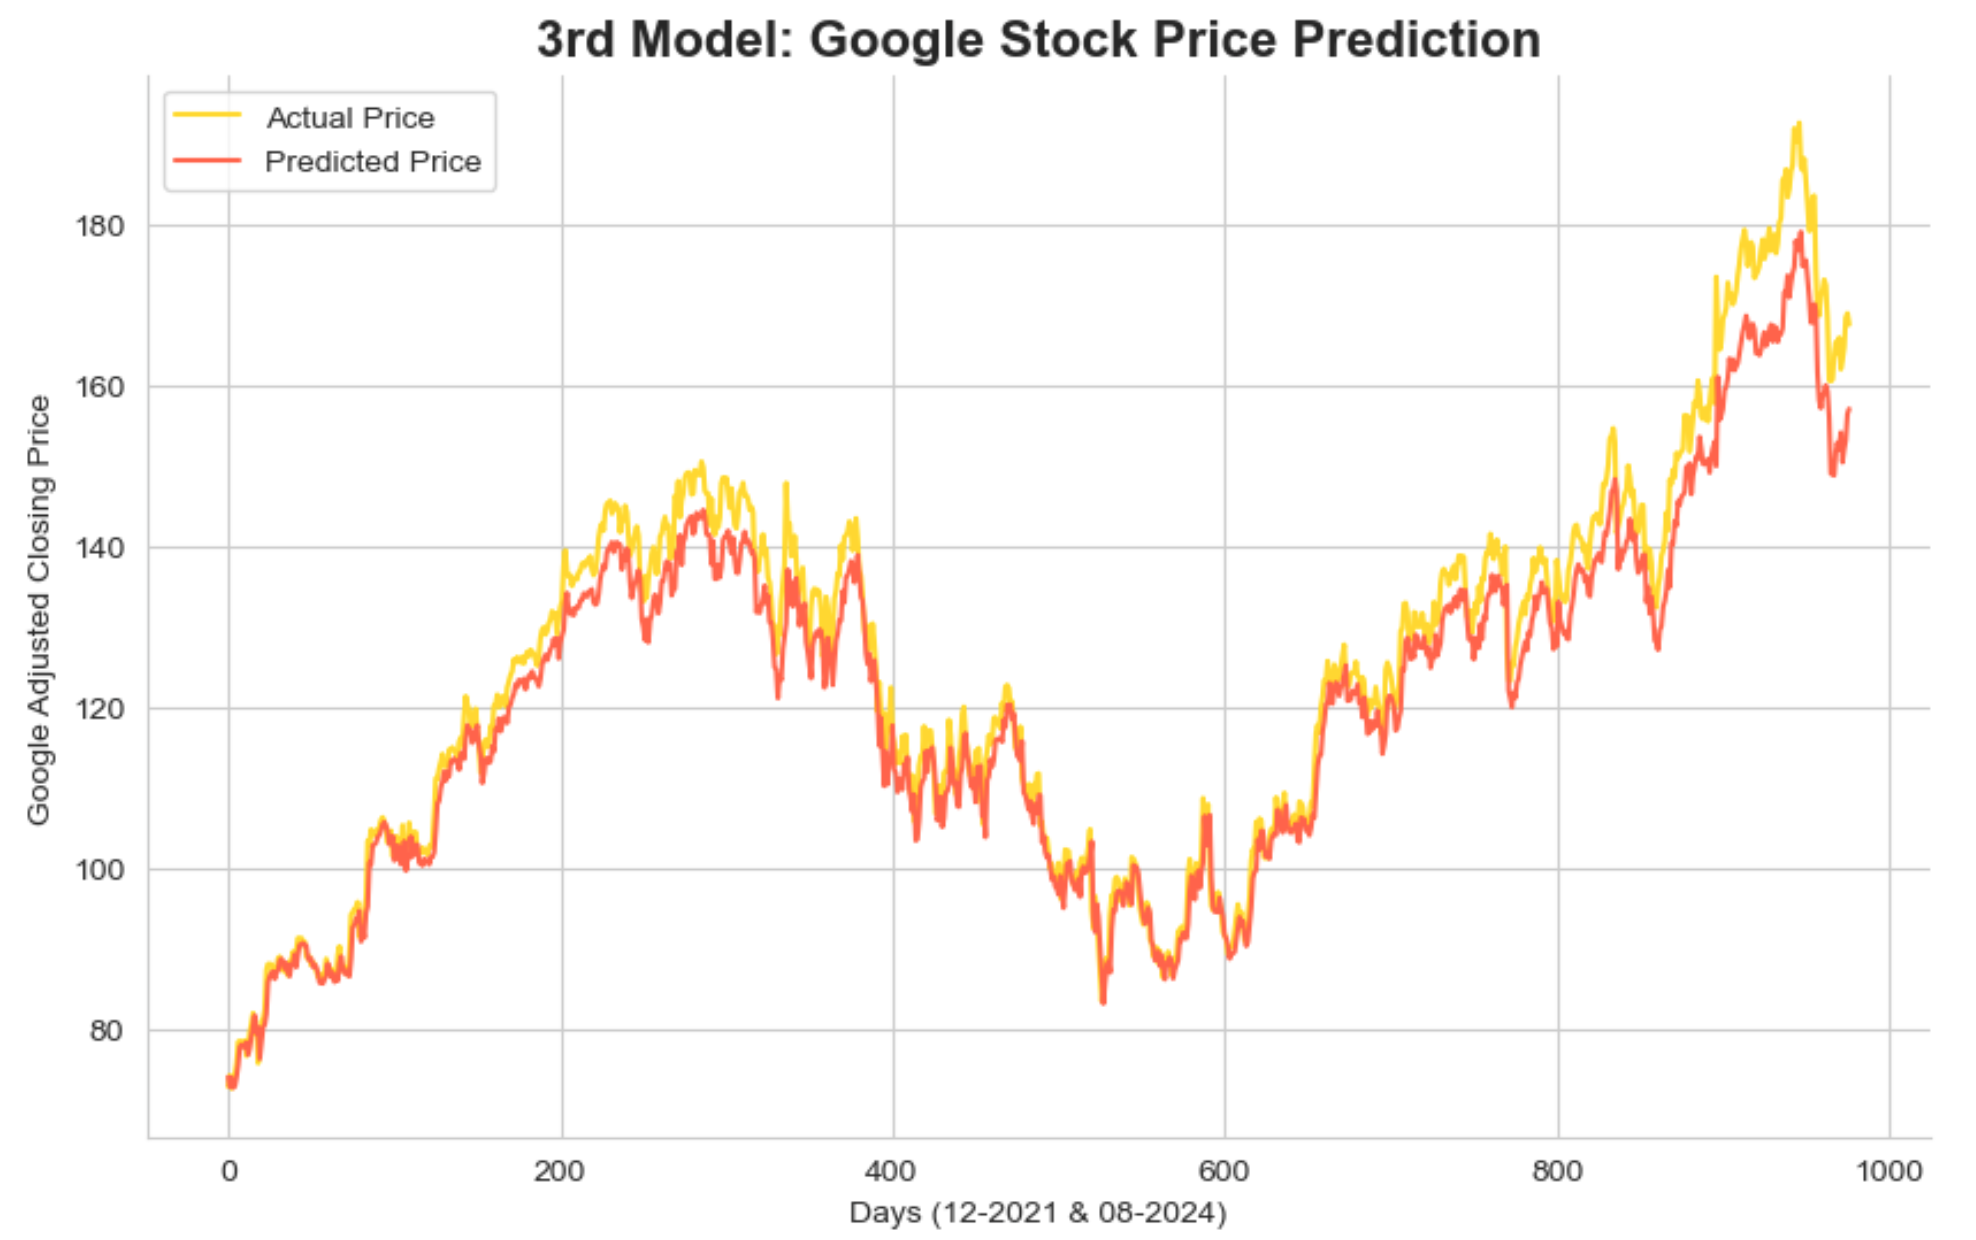 3rd Model: Google Stock Price Prediction
Actual Price
Predicted Price
Google Adjusted Closing Price
180
160
140
120
100
80
0 200 400 600 800 1000
Days (12-2021 & 08-2024)